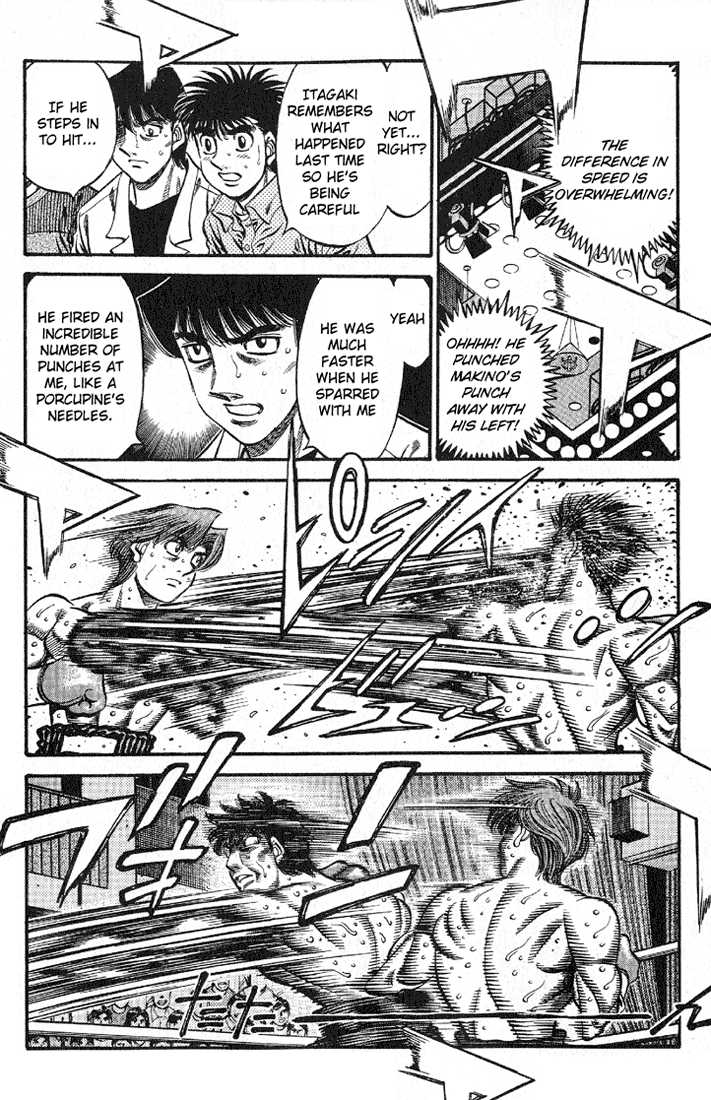 THE
DIFFERENCE IN
SPEED IS
OVERWHELMING!
OHHHH! HE
PUNCHED
MAKINO'S
PUNCH
AWAY WITH
HIS LEFT!
NOT
YET...
RIGHT?
ITAGAKI
REMEMBERS
WHAT
HAPPENED
LAST TIME
SO HE'S
BEING
CAREFUL
IF HE
STEPS IN
TO HIT...
YEAH
HE WAS
MUCH
FASTER
WHEN HE
SPARRED
WITH ME
HE FIRED AN
INCREDIBLE
NUMBER OF
PUNCHES AT
ME, LIKE A
PORCUPINE'S
NEEDLES.